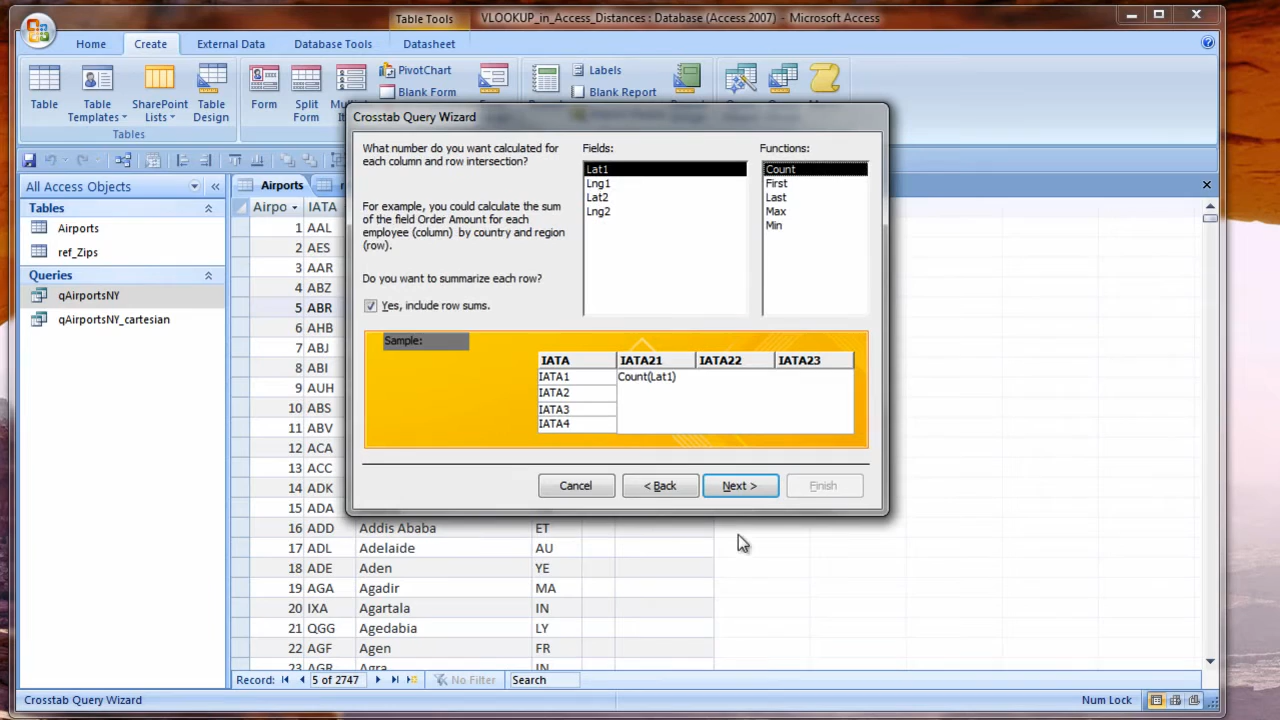 Table Tools
VLOOKUP_in_Access_Distances : Database (Access 2007) - Microsoft Access
Home
Create
External Data
Database Tools
Datasheet
Table
Table
Templates
SharePoint
Lists
Table
Design
Tables
Form
Split
Form
PivotChart
Blank Form
Labels
Blank Report
All Access Objects
Tables
Airports
ref_Zips
Queries
qAirportsNY
qAirportsNY_cartesian
Airports
Airpo
IATA
1 AAL
2 AES
3 AAR
4 ABZ
5 ABR
6 AHB
7 ABJ
8 ABI
9 AUH
10 ABS
11 ABV
12 ACA
13 ACC
14 ADK
15 ADA
16 ADD Addis Ababa ET
17 ADL Adelaide AU
18 ADE Aden YE
19 AGA Agadir MA
20 IXA Agartala IN
21 QGG Agedabia LY
22 AGF Agen FR
23 AGR Agra IN
Crosstab Query Wizard
What number do you want calculated for
each column and row intersection?
For example, you could calculate the sum
of the field Order Amount for each
employee (column) by country and region
(row).
Do you want to summarize each row?
Yes, include row sums.
Fields:
Lat1
Lng1
Lat2
Lng2
Functions:
Count
First
Last
Max
Min
Sample:
IATA IATA21 IATA22 IATA23
IATA1 Count(Lat1)
IATA2
IATA3
IATA4
Cancel
< Back
Next >
Finish
Record:
5 of 2747
No Filter
Search
Crosstab Query Wizard
Num Lock